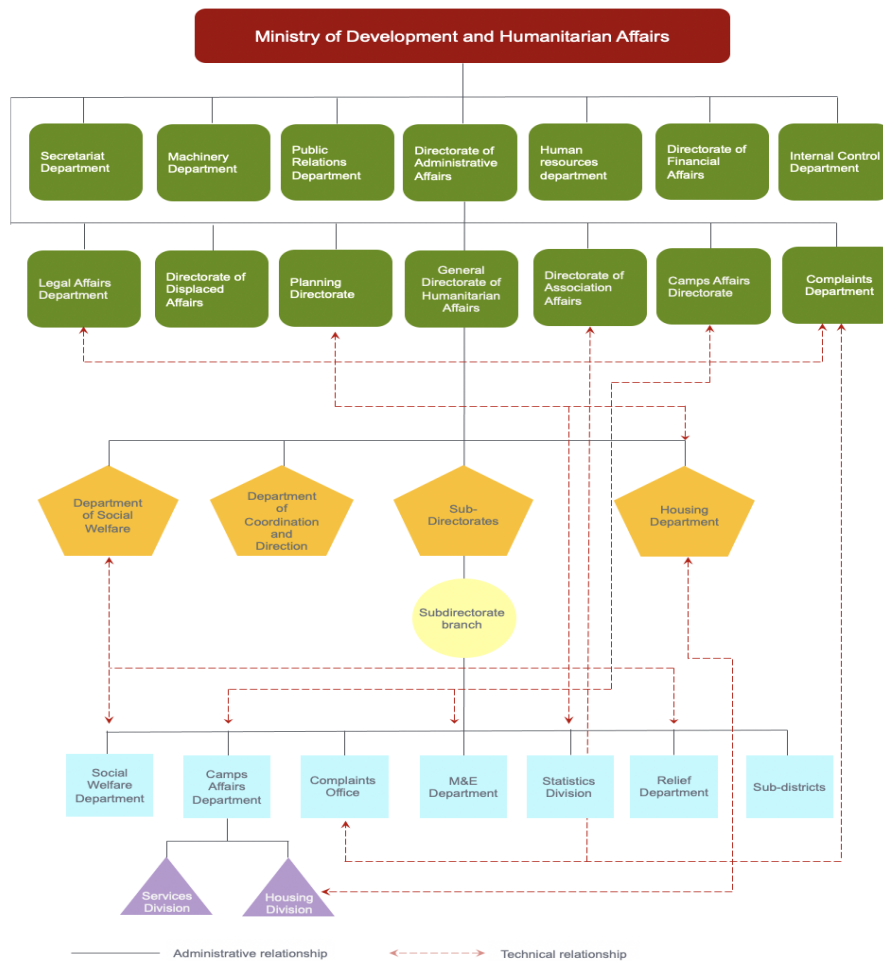 Ministry of Development and Humanitarian Affairs
Secretariat
Department
Machinery
Department
Public
Relations
Department
Directorate of
Administrative
Affairs
Human
resources
department
Directorate of
Financial
Affairs
Internal Control
Department
Legal Affairs
Department
Directorate of
Displaced
Affairs
Planning
Directorate
General
Directorate of
Humanitarian
Affairs
Directorate of
Association
Affairs
Camps Affairs
Directorate
Complaints
Department
Department
of Social
Welfare
Department
of
Coordination
and
Direction
Sub-
Directorates
Housing
Department
Subdirectorate
branch
Social
Welfare
Department
Camps
Affairs
Department
Complaints
Office
M&E
Department
Statistics
Division
Relief
Department
Sub-districts
Services
Division
Housing
Division
Administrative relationship
Technical relationship